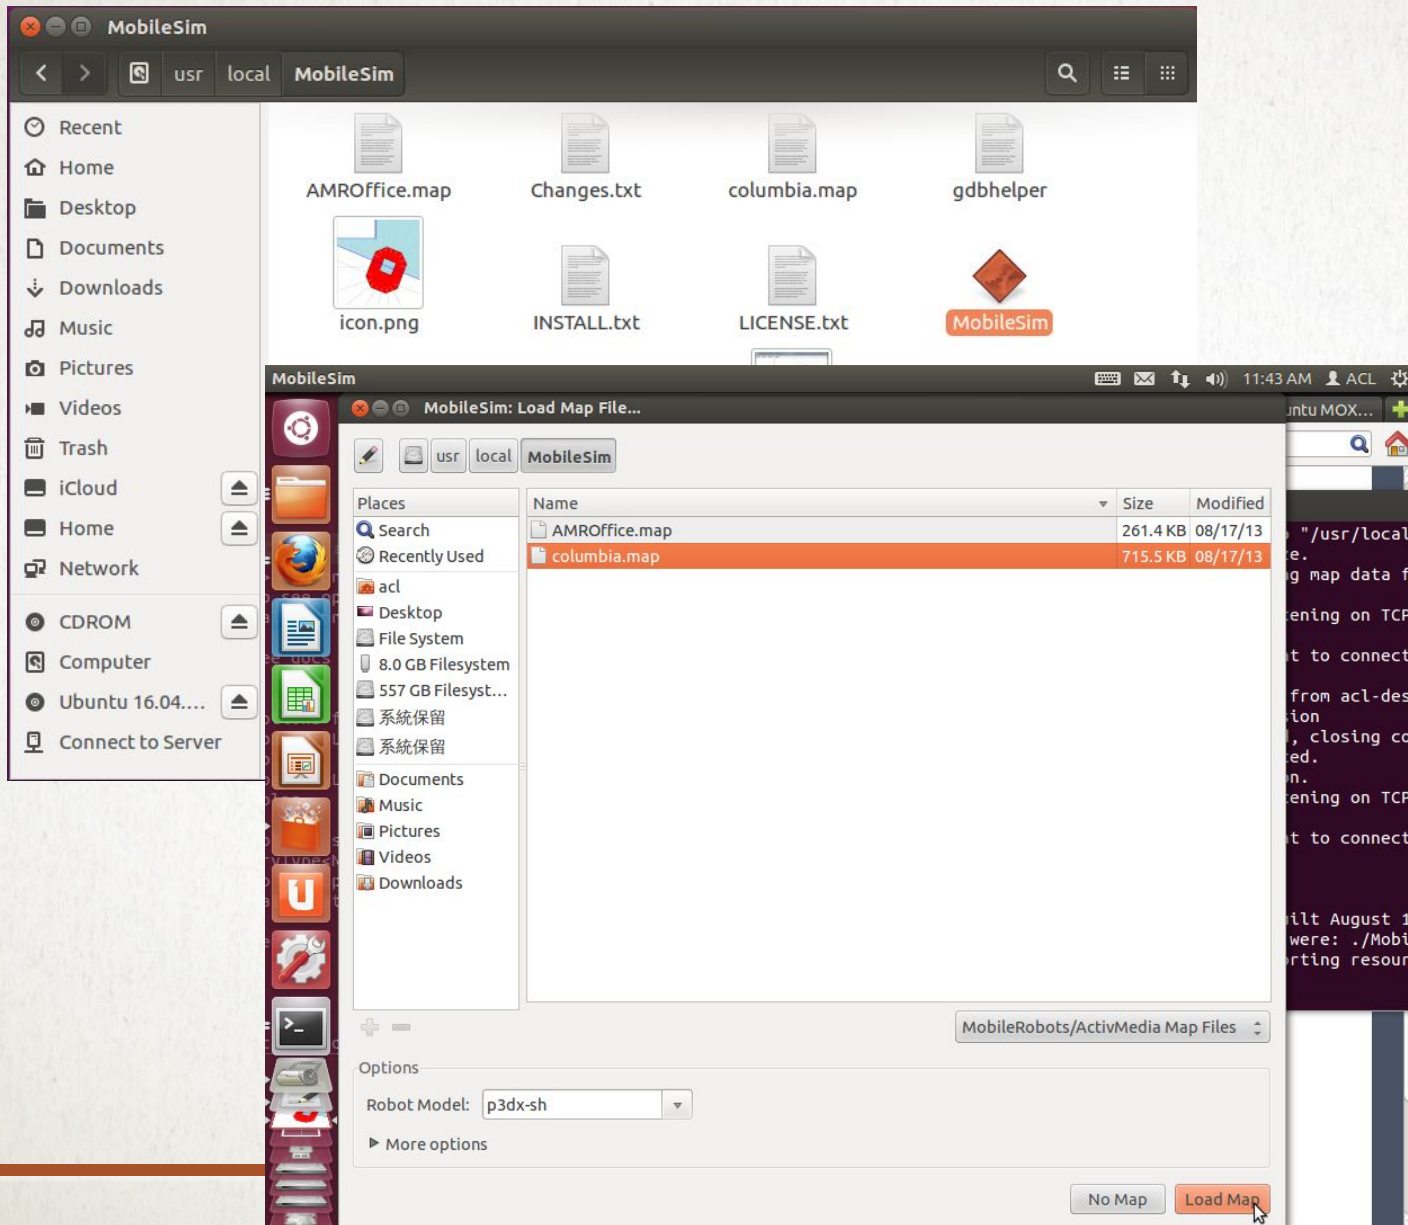 MobileSim
usr local MobileSim
Recent
Home
Desktop
Documents
Downloads
Music
Pictures
Videos
Trash
iCloud
Home
Network
CDROM
Computer
Ubuntu 16.04....
Connect to Server
AMROffice.map Changes.txt columbia.map gdbhelper
icon.png INSTALL.txt LICENSE.txt MobileSim
MobileSim 11:43 AM ACL
MobileSim: Load Map File...
usr local MobileSim
Places
Search
Recently Used
acl
Desktop
File System
8.0 GB Filesystem
557 GB Filesyst...
系統保留
系統保留
Documents
Music
Pictures
Videos
Downloads
Name Size Modified
AMROffice.map 261.4 KB 08/17/13
columbia.map 715.5 KB 08/17/13
MobileRobots/ActivMedia Map Files
Options
Robot Model: p3dx-sh
More options
No Map Load Map
untu MOX...
"/usr/local
e.
g map data f
ening on TCP
t to connect
from acl-des
ion
, closing co
ed.
n.
ening on TCP
t to connect
ilt August 1
were: ./Mobi
rting resour